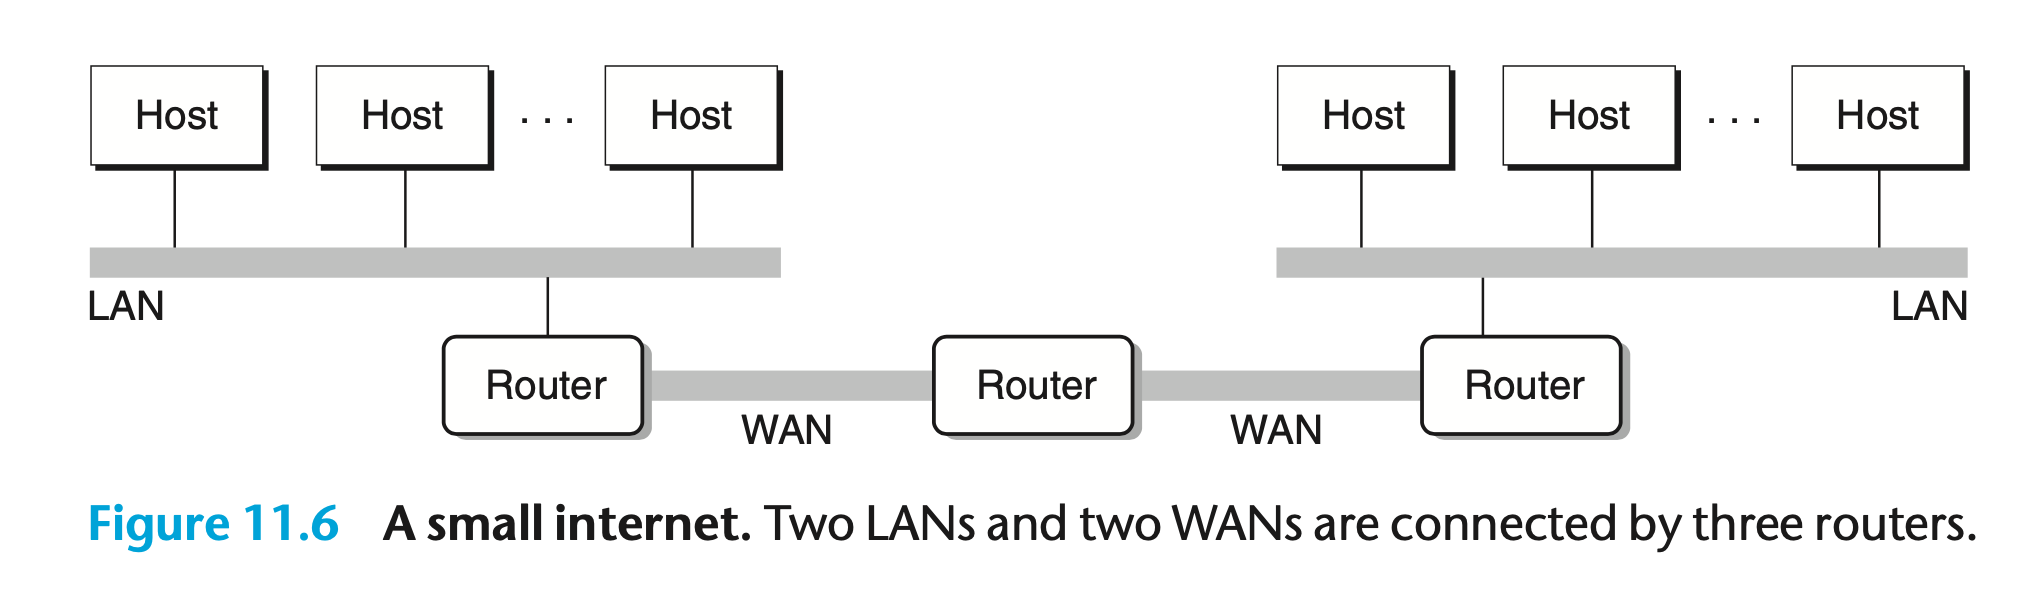 Host Host . . . Host Host Host . . . Host
LAN LAN
Router Router Router
WAN WAN
Figure 11.6 A small internet. Two LANs and two WANs are connected by three routers.